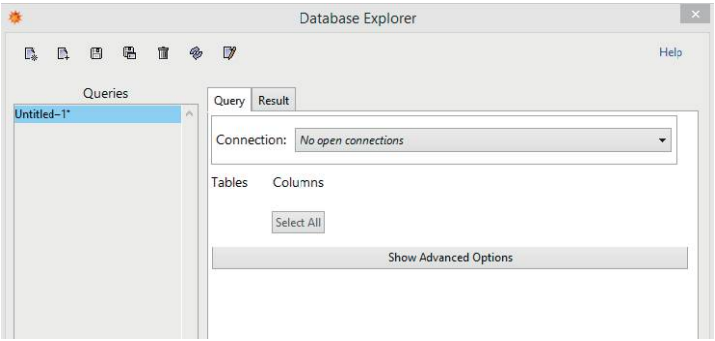 Database Explorer
Help
Queries
Untitled~1*
Query Result
Connection: No open connections
Tables Columns
Select All
Show Advanced Options